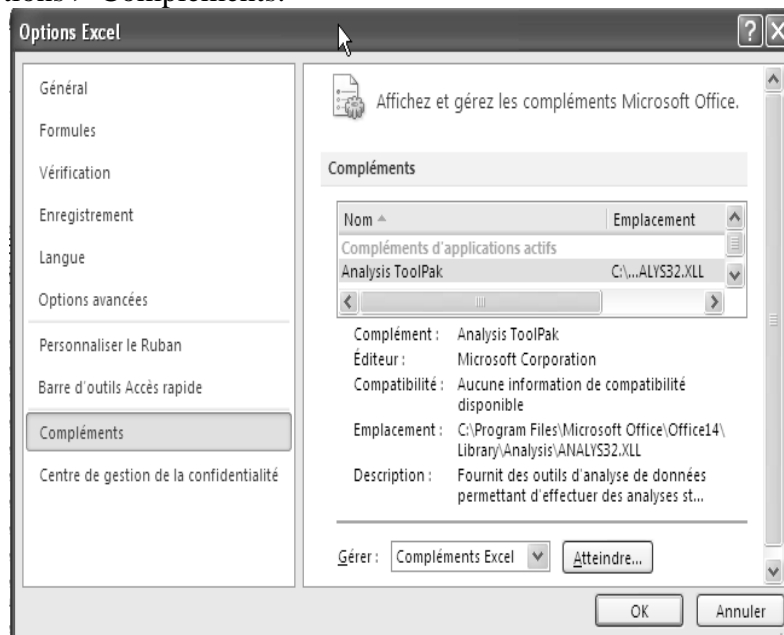 Compléments.
Options Excel
Général
Formules
Vérification
Enregistrement
Langue
Options avancées
Personnaliser le Ruban
Barre d'outils Accès rapide
Compléments
Centre de gestion de la confidentialité
Affichez et gérez les compléments Microsoft Office.
Compléments
Nom Emplacement
Compléments d'applications actifs
Analysis ToolPak C:\...ALYS32.XLL
Complément : Analysis ToolPak
Éditeur : Microsoft Corporation
Compatibilité : Aucune information de compatibilité
disponible
Emplacement : C:\Program Files\Microsoft Office\Office14\
Library\Analysis\ANALYS32.XLL
Description : Fournit des outils d'analyse de données
permettant d'effectuer des analyses st...
Gérer : Compléments Excel Atteindre...
OK Annuler